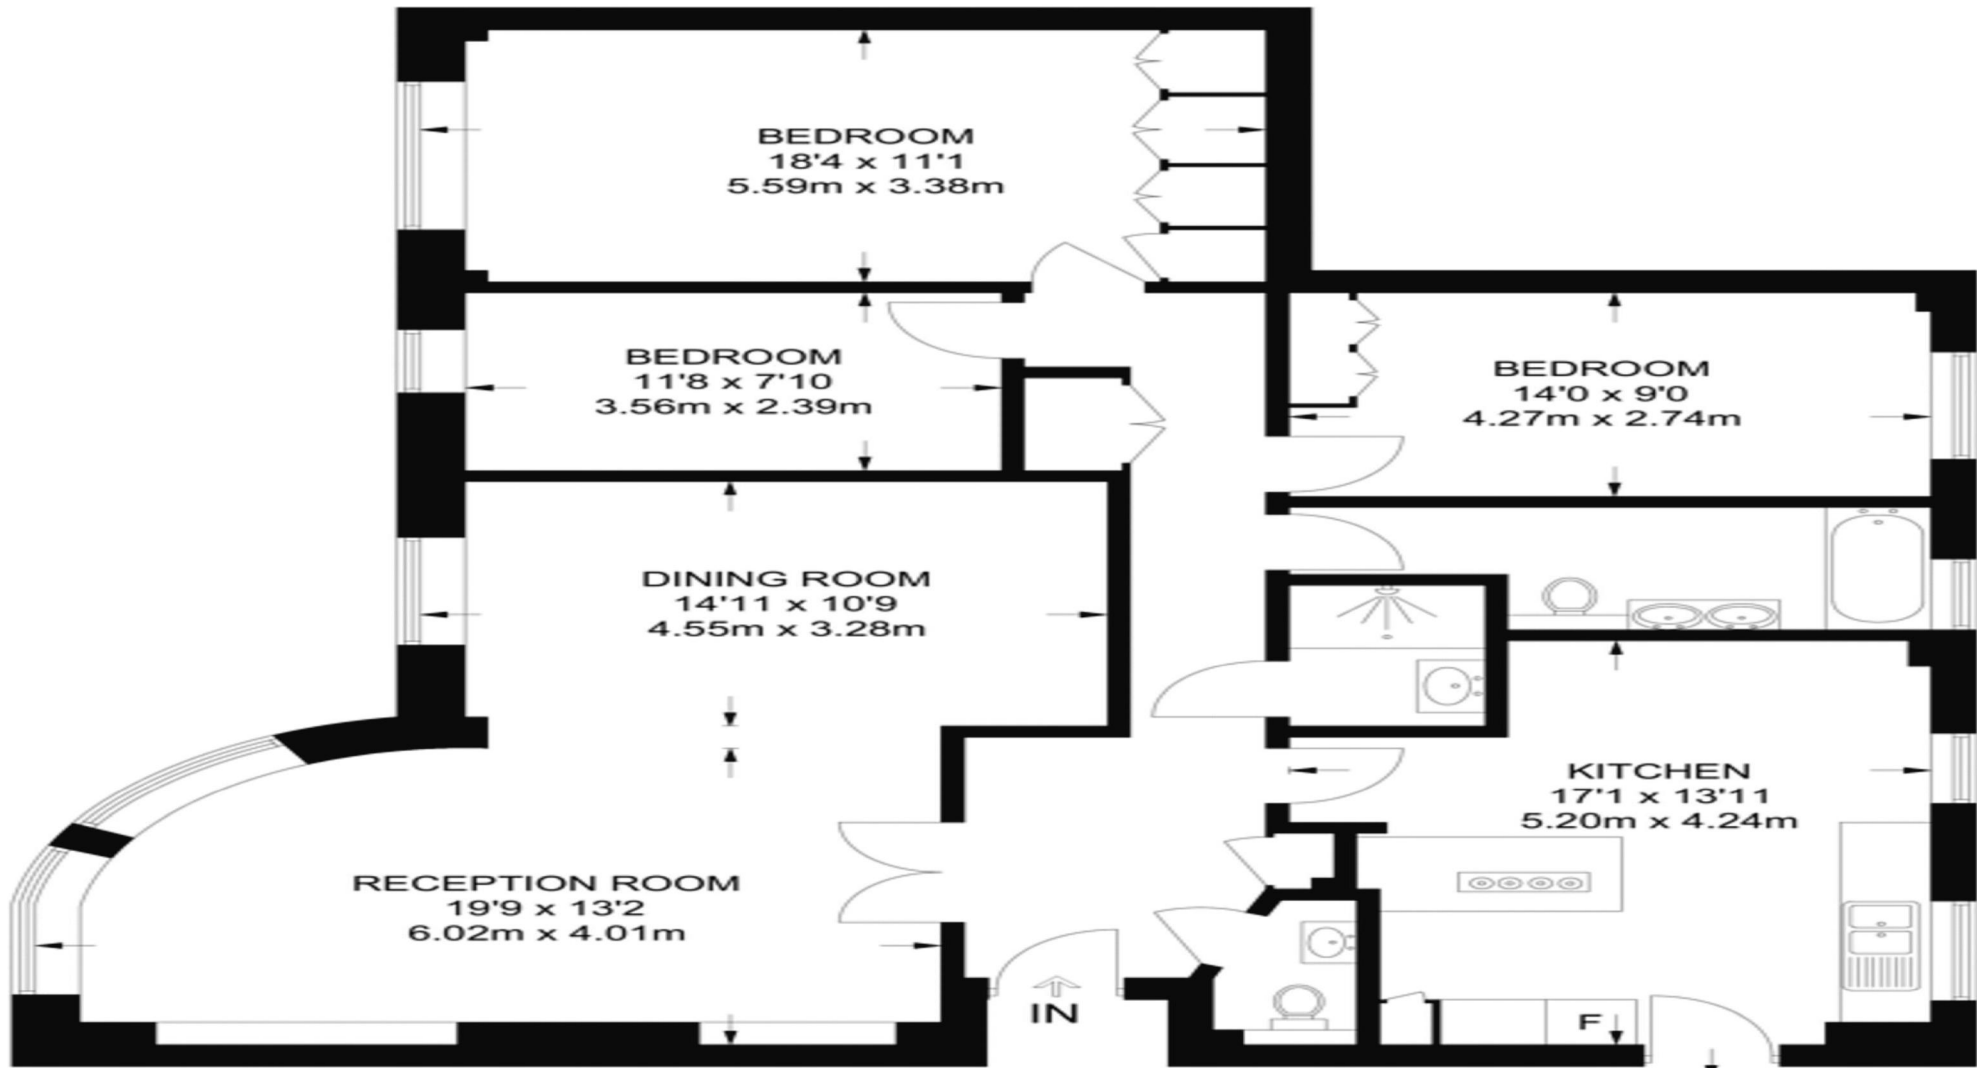 BEDROOM
18'4 x 11'1
5.59m x 3.38m
BEDROOM
11'8 x 7'10
3.56m x 2.39m
BEDROOM
14'0 x 9'0
4.27m x 2.74m
DINING ROOM
14'11 x 10'9
4.55m x 3.28m
KITCHEN
17'1 x 13'11
5.20m x 4.24m
RECEPTION ROOM
19'9 x 13'2
6.02m x 4.01m
IN
F